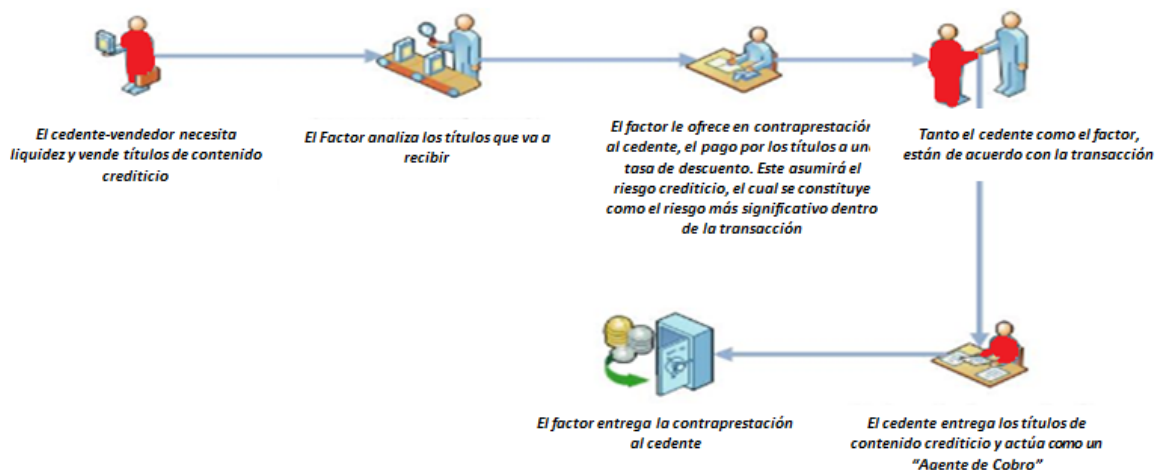 El cedente-vendedor necesita
liquidez y vende títulos de contenido
crediticio
El Factor analiza los títulos que va a
recibir
El factor le ofrece en contraprestación
al cedente, el pago por los títulos a una
tasa de descuento. Este asumirá el
riesgo crediticio, el cual se constituye
como el riesgo más significativo dentro
de la transacción
Tanto el cedente como el factor,
están de acuerdo con la transacción
El factor entrega la contraprestación
al cedente
El cedente entrega los títulos de
contenido crediticio y actúa como un
“Agente de Cobro”